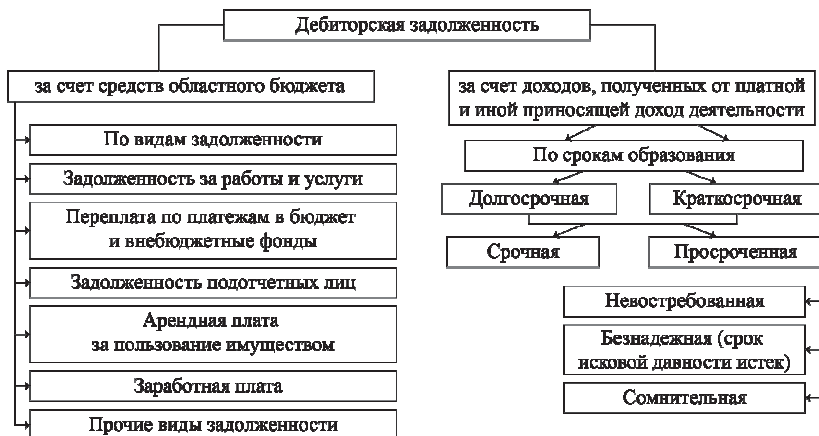 Дебиторская задолженность
за счет средств областного бюджета
По видам задолженности
Задолженность за работы и услуги
Переплата по платежам в бюджет
и внебюджетные фонды
Задолженность подотчетных лиц
Арендная плата
за пользование имуществом
Заработная плата
Прочие виды задолженности
за счет доходов, полученных от платной
и иной приносящей доход деятельности
По срокам образования
Долгосрочная
Краткосрочная
Срочная
Просроченная
Невостребованная
Безнадежная (срок
исковой давности истек)
Сомнительная